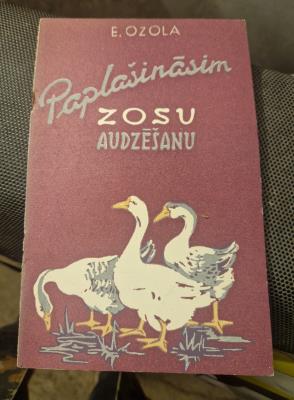 E. OZOLA
Paplašināsim
ZOSU
AUDZĒŠANU